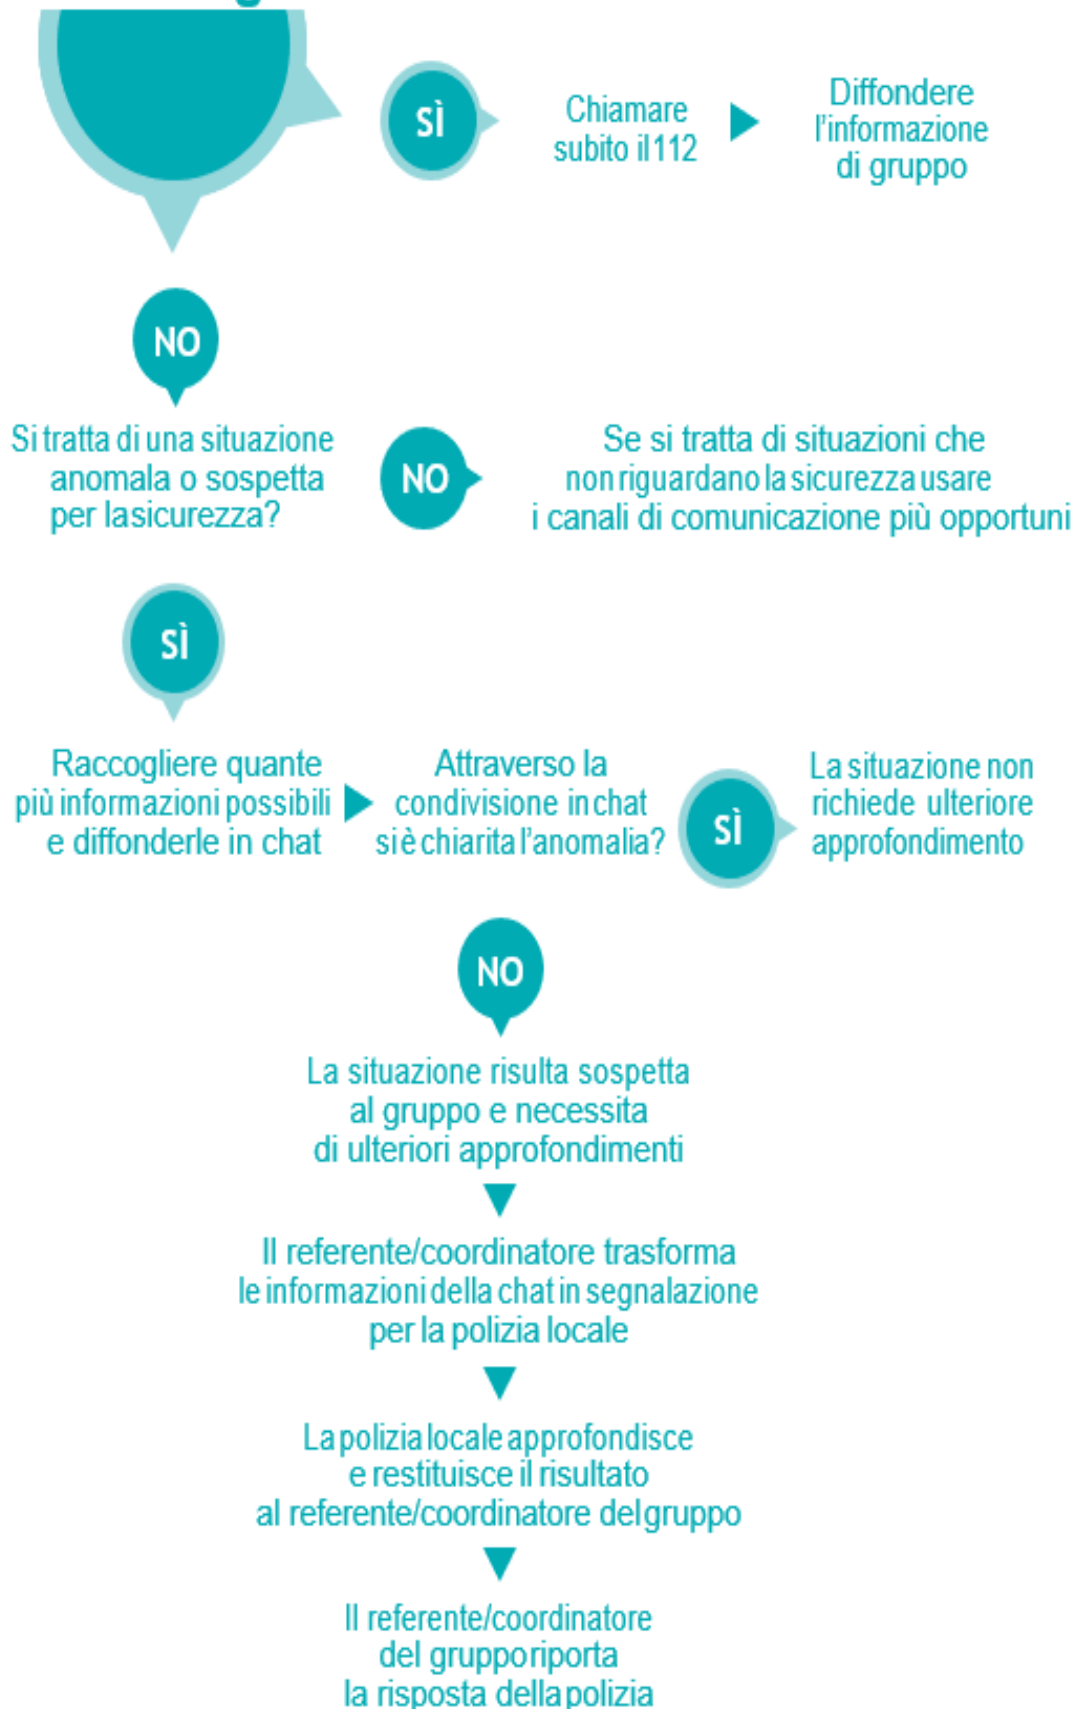 SÌ
Chiamare
subito il 112
Diffondere
l'informazione
di gruppo
NO
Si tratta di una situazione
anomala o sospetta
per lasicurezza?
NO
Se si tratta di situazioni che
non riguardano la sicurezza usare
i canali di comunicazione più opportuni
SÌ
Raccogliere quante
più informazioni possibili
e diffonderle in chat
Attraverso la
condivisione in chat
si è chiarita l'anomalia?
SÌ
La situazione non
richiede ulteriore
approfondimento
NO
La situazione risulta sospetta
al gruppo e necessita
di ulteriori approfondimenti
Il referente/coordinatore trasforma
le informazioni della chat in segnalazione
per la polizia locale
La polizia locale approfondisce
e restituisce il risultato
al referente/coordinatore del gruppo
Il referente/coordinatore
del gruppo riporta
la risposta della polizia